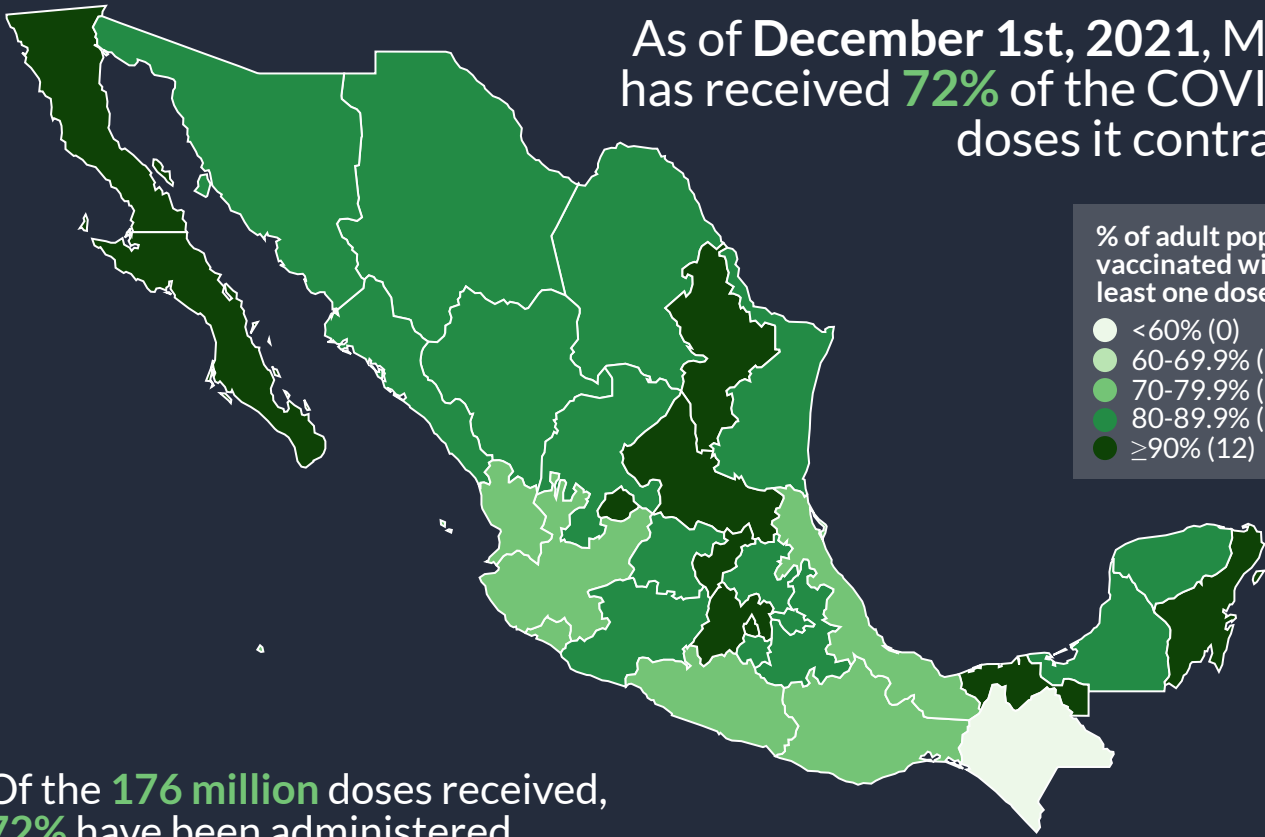 As of December 1st, 2021, M
has received 72% of the COVI
doses it contra
% of adult pop
vaccinated wi
least one dose
<60% (0)
60-69.9% (
70-79.9% (
80-89.9% (
≥90% (12)
Of the 176 million doses received,
72% have been administered